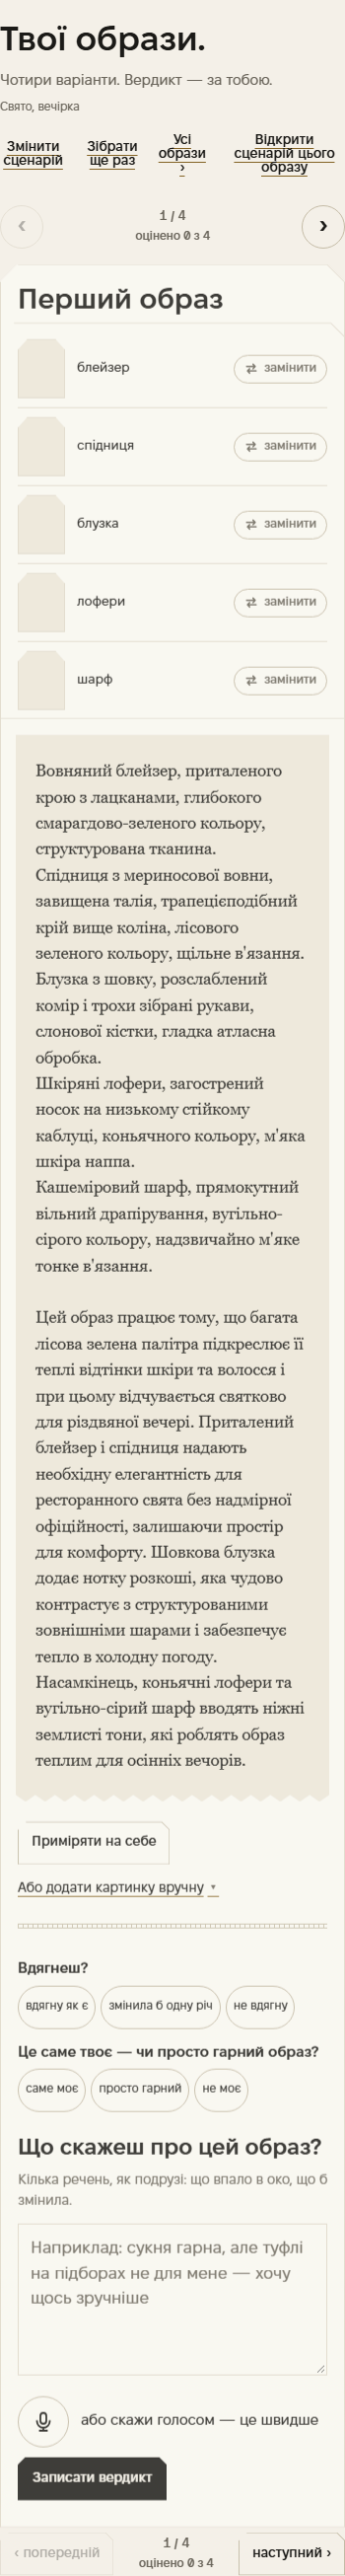 Твої образи.
Чотири варіанти. Вердикт — за тобою.
Свято, вечірка
Змінити
сценарій
Зібрати
ще раз
Усі
образи
›
Відкрити
сценарій цього
образу
‹
1 / 4
оцінено 0 з 4
›
Перший образ
блейзер
⇄ замінити
спідниця
⇄ замінити
блузка
⇄ замінити
лофери
⇄ замінити
шарф
⇄ замінити
Вовняний блейзер, приталеного
крою з лацканами, глибокого
смарагдово-зеленого кольору,
структурована тканина.
Спідниця з мериносової вовни,
завищена талія, трапецієподібний
крій вище коліна, лісового
зеленого кольору, щільне в'язання.
Блузка з шовку, розслаблений
комір і трохи зібрані рукави,
слонової кістки, гладка атласна
обробка.
Шкіряні лофери, загострений
носок на низькому стійкому
каблуці, коньячного кольору, м'яка
шкіра наппа.
Кашеміровий шарф, прямокутний
вільний драпірування, вугільно-
сірого кольору, надзвичайно м'яке
тонке в'язання.
Цей образ працює тому, що багата
лісова зелена палітра підкреслює її
теплі відтінки шкіри та волосся і
при цьому відчувається святково
для різдвяної вечері. Приталений
блейзер і спідниця надають
необхідну елегантність для
ресторанного свята без надмірної
офіційності, залишаючи простір
для комфорту. Шовкова блузка
додає нотку розкоші, яка чудово
контрастує с структурованими
зовнішніми шарами і забезпечує
тепло в холодну погоду.
Насамкінець, коньячні лофери та
вугільно-сірий шарф вводять ніжні
землисті тони, які роблять образ
теплим для осінніх вечорів.
Приміряти на себе
Або додати картинку вручну ▾
Вдягнеш?
вдягну як є
змінила б одну річ
не вдягну
Це саме твоє — чи просто гарний образ?
саме моє
просто гарний
не моє
Що скажеш про цей образ?
Кілька речень, як подрузі: що впало в око, що б
змінила.
Наприклад: сукня гарна, але туфлі
на підборах не для мене — хочу
щось зручніше
або скажи голосом — це швидше
Записати вердикт
‹ попередній
1 / 4
оцінено 0 з 4
наступний ›